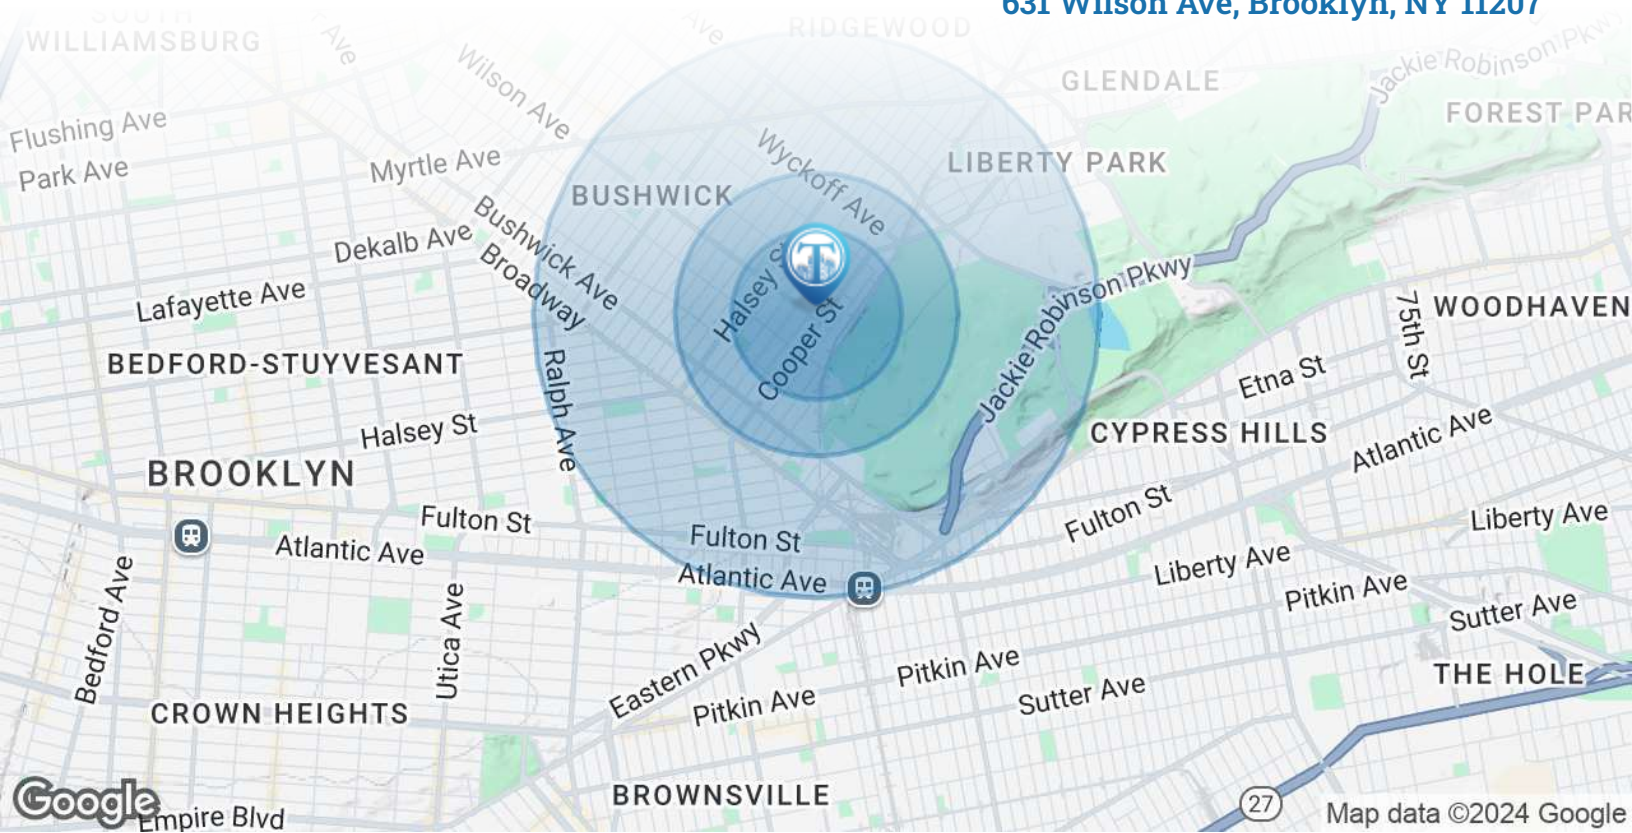 631 Wilson Ave, Brooklyn, NY 11207
SOUTH
WILLIAMSBURG
Ave
Ave
RIDGEWOOD
Jackie Robinson Pkwy
Wilson Ave
GLENDALE
FOREST PAR
Flushing Ave
Park Ave
Myrtle Ave
Wyckoff Ave
LIBERTY PARK
BUSHWICK
Bushwick Ave
Dekalb Ave
Broadway
T
Halsey St
Jackie Robinson Pkwy
Lafayette Ave
Cooper St
75th St
WOODHAVEN
BEDFORD-STUYVESANT
Ralph Ave
Etna St
Halsey St
CYPRESS HILLS
Atlantic Ave
BROOKLYN
Fulton St
Fulton St
Fulton St
Liberty Ave
Atlantic Ave
Atlantic Ave
Liberty Ave
Pitkin Ave
Sutter Ave
Bedford Ave
Utica Ave
Eastern Pkwy
Pitkin Ave
Pitkin Ave
Sutter Ave
THE HOLE
CROWN HEIGHTS
BROWNSVILLE
27
Google
Empire Blvd
Map data ©2024 Google